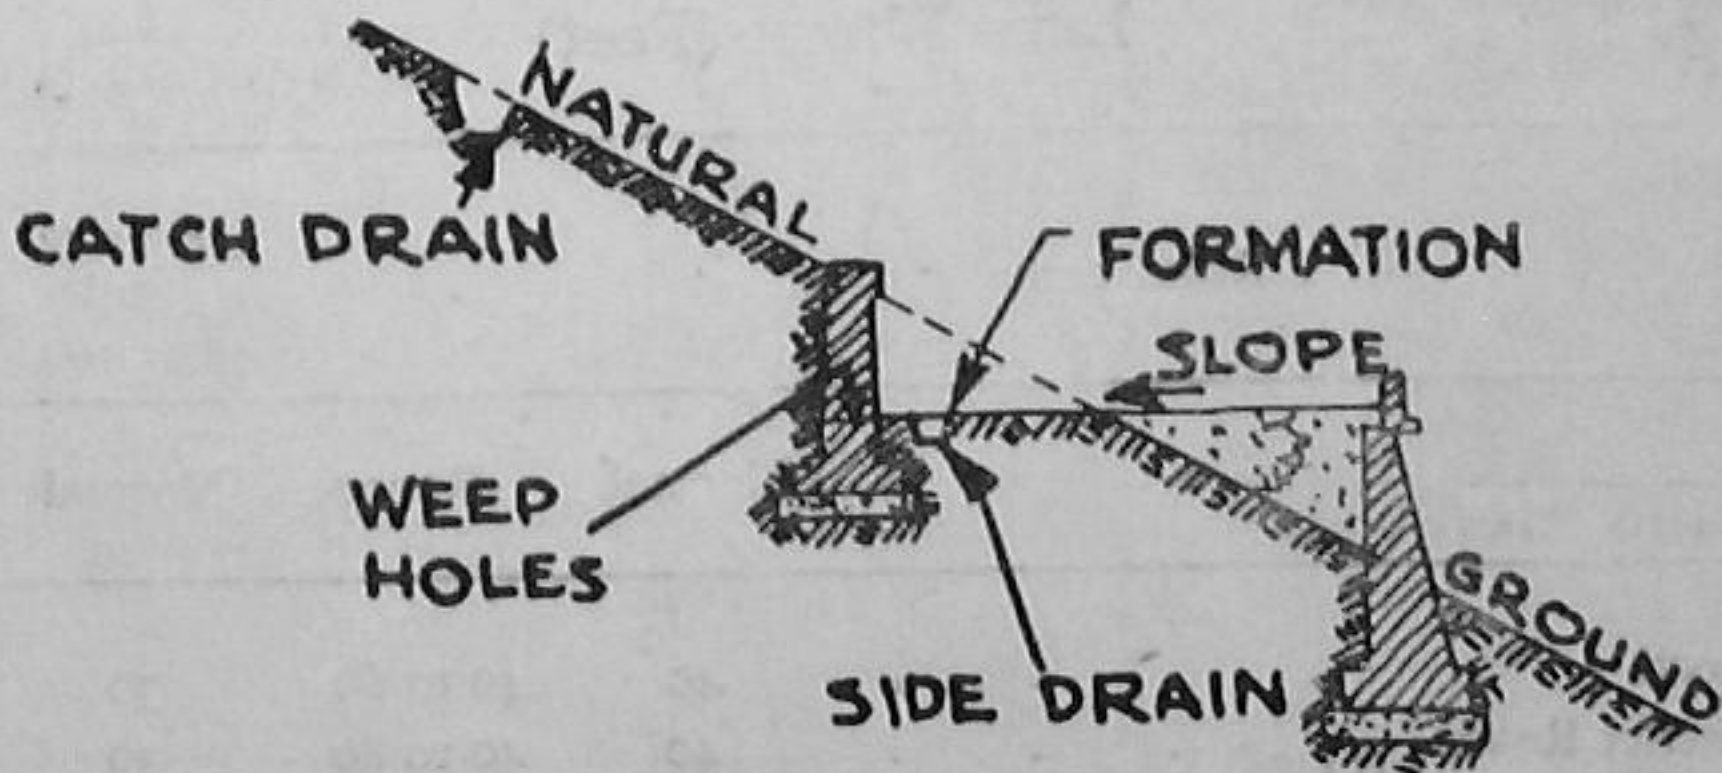 NATURAL
CATCH DRAIN
FORMATION
SLOPE
WEEP
HOLES
GROUND
SIDE DRAIN